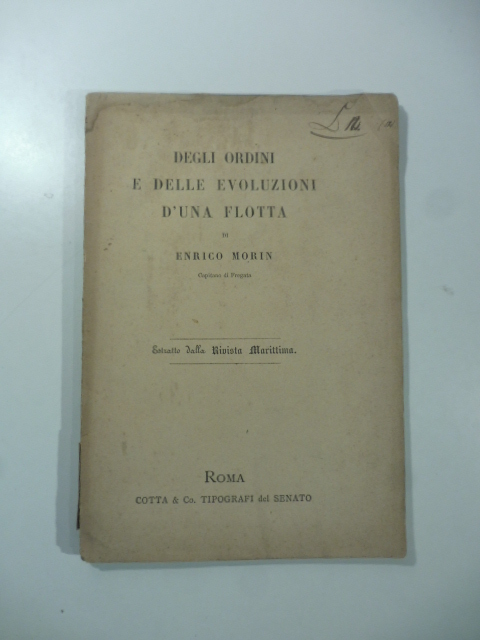 DEGLI ORDINI
E DELLE EVOLUZIONI
D'UNA FLOTTA
DI
ENRICO MORIN
Capitano di Fregata
Estratto dalla Rivista Marittima.
ROMA
COTTA & Co. TIPOGRAFI del SENATO